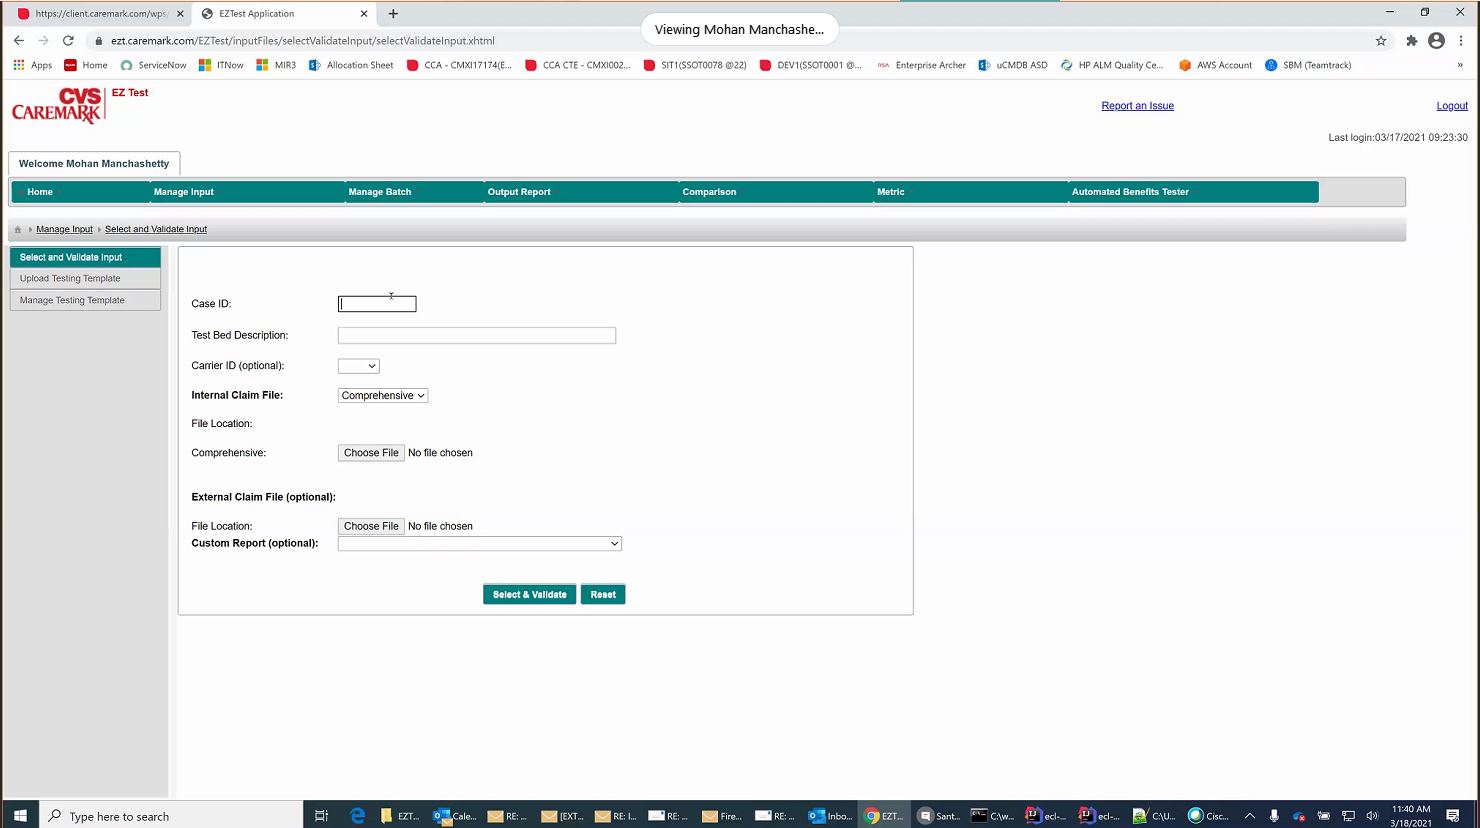 https://client.caremark.com/wps/
EZTest Application
Viewing Mohan Manchashe...
ezt.caremark.com/EZTest/inputFiles/selectValidateInput/selectValidateInput.xhtml
Apps Home ServiceNow ITNow MIR3 Allocation Sheet CCA - CMXI17174(E... CCA CTE - CMXI002... SIT1(SSOT0078 @22) DEV1(SSOT0001 @... RSA Enterprise Archer uCMDB ASD HP ALM Quality Ce... AWS Account SBM (Teamtrack) »
CVS
CAREMARK
EZ Test
Report an Issue
Logout
Last login:03/17/2021 09:23:30
Welcome Mohan Manchashetty
Home Manage Input Manage Batch Output Report Comparison Metric Automated Benefits Tester
Manage Input Select and Validate Input
Select and Validate Input
Upload Testing Template
Manage Testing Template
Case ID:
Test Bed Description:
Carrier ID (optional):
Internal Claim File: Comprehensive
File Location:
Comprehensive: Choose File No file chosen
External Claim File (optional):
File Location: Choose File No file chosen
Custom Report (optional):
Select & Validate Reset
Type here to search
EZT... Cale... RE: ... [EXT... RE: I... RE: ... Fire... RE: ... Inbo... EZT... Sant... C:\w... ecl-... ecl-... C:\U... Cisc...
11:40 AM
3/18/2021